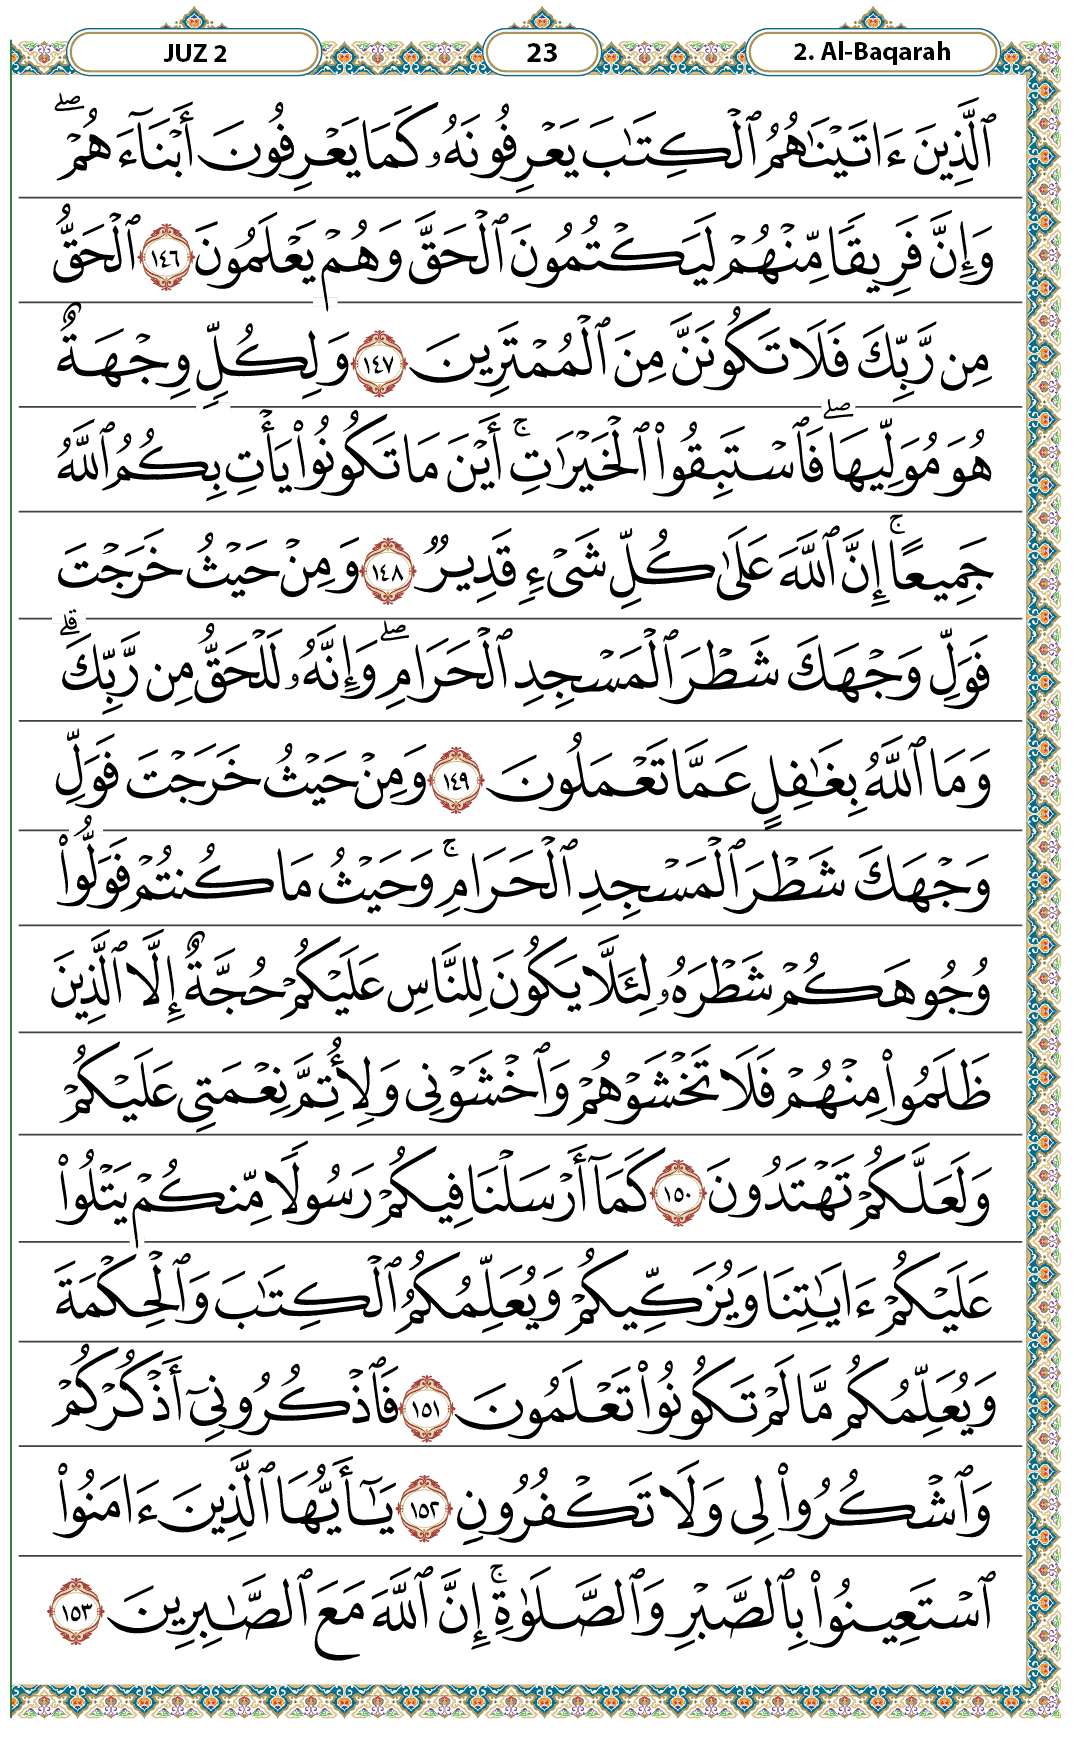 JUZ 2
23
2. Al-Baqarah
ٱلَّذِينَ ءَاتَيْنَٰهُمُ ٱلْكِتَٰبَ يَعْرِفُونَهُۥ كَمَا يَعْرِفُونَ أَبْنَآءَهُمْ ۖ
وَإِنَّ فَرِيقًا مِّنْهُمْ لَيَكْتُمُونَ ٱلْحَقَّ وَهُمْ يَعْلَمُونَ ١٤٦ ٱلْحَقُّ
مِن رَّبِّكَ فَلَا تَكُونَنَّ مِنَ ٱلْمُمْتَرِينَ ١٤٧ وَلِكُلٍّ وِجْهَةٌ
هُوَ مُوَلِّيهَا ۖ فَٱسْتَبِقُوا۟ ٱلْخَيْرَٰتِ ۚ أَيْنَ مَا تَكُونُوا۟ يَأْتِ بِكُمُ ٱللَّهُ
جَمِيعًا ۚ إِنَّ ٱللَّهَ عَلَىٰ كُلِّ شَىْءٍ قَدِيرٌ ١٤٨ وَمِنْ حَيْثُ خَرَجْتَ
فَوَلِّ وَجْهَكَ شَطْرَ ٱلْمَسْجِدِ ٱلْحَرَامِ ۖ وَإِنَّهُۥ لَلْحَقُّ مِن رَّبِّكَ ۗ
وَمَا ٱللَّهُ بِغَٰفِلٍ عَمَّا تَعْمَلُونَ ١٤٩ وَمِنْ حَيْثُ خَرَجْتَ فَوَلِّ
وَجْهَكَ شَطْرَ ٱلْمَسْجِدِ ٱلْحَرَامِ ۚ وَحَيْثُ مَا كُنتُمْ فَوَلُّوا۟
وُجُوهَكُمْ شَطْرَهُۥ لِئَلَّا يَكُونَ لِلنَّاسِ عَلَيْكُمْ حُجَّةٌ إِلَّا ٱلَّذِينَ
ظَلَمُوا۟ مِنْهُمْ فَلَا تَخْشَوْهُمْ وَٱخْشَوْنِى وَلِأُتِمَّ نِعْمَتِى عَلَيْكُمْ
وَلَعَلَّكُمْ تَهْتَدُونَ ١٥٠ كَمَآ أَرْسَلْنَا فِيكُمْ رَسُولًا مِّنكُمْ يَتْلُوا۟
عَلَيْكُمْ ءَايَٰتِنَا وَيُزَكِّيكُمْ وَيُعَلِّمُكُمُ ٱلْكِتَٰبَ وَٱلْحِكْمَةَ
وَيُعَلِّمُكُم مَّا لَمْ تَكُونُوا۟ تَعْلَمُونَ ١٥١ فَٱذْكُرُونِىٓ أَذْكُرْكُمْ
وَٱشْكُرُوا۟ لِى وَلَا تَكْفُرُونِ ١٥٢ يَٰٓأَيُّهَا ٱلَّذِينَ ءَامَنُوا۟
ٱسْتَعِينُوا۟ بِٱلصَّبْرِ وَٱلصَّلَوٰةِ ۚ إِنَّ ٱللَّهَ مَعَ ٱلصَّٰبِرِينَ ١٥٣